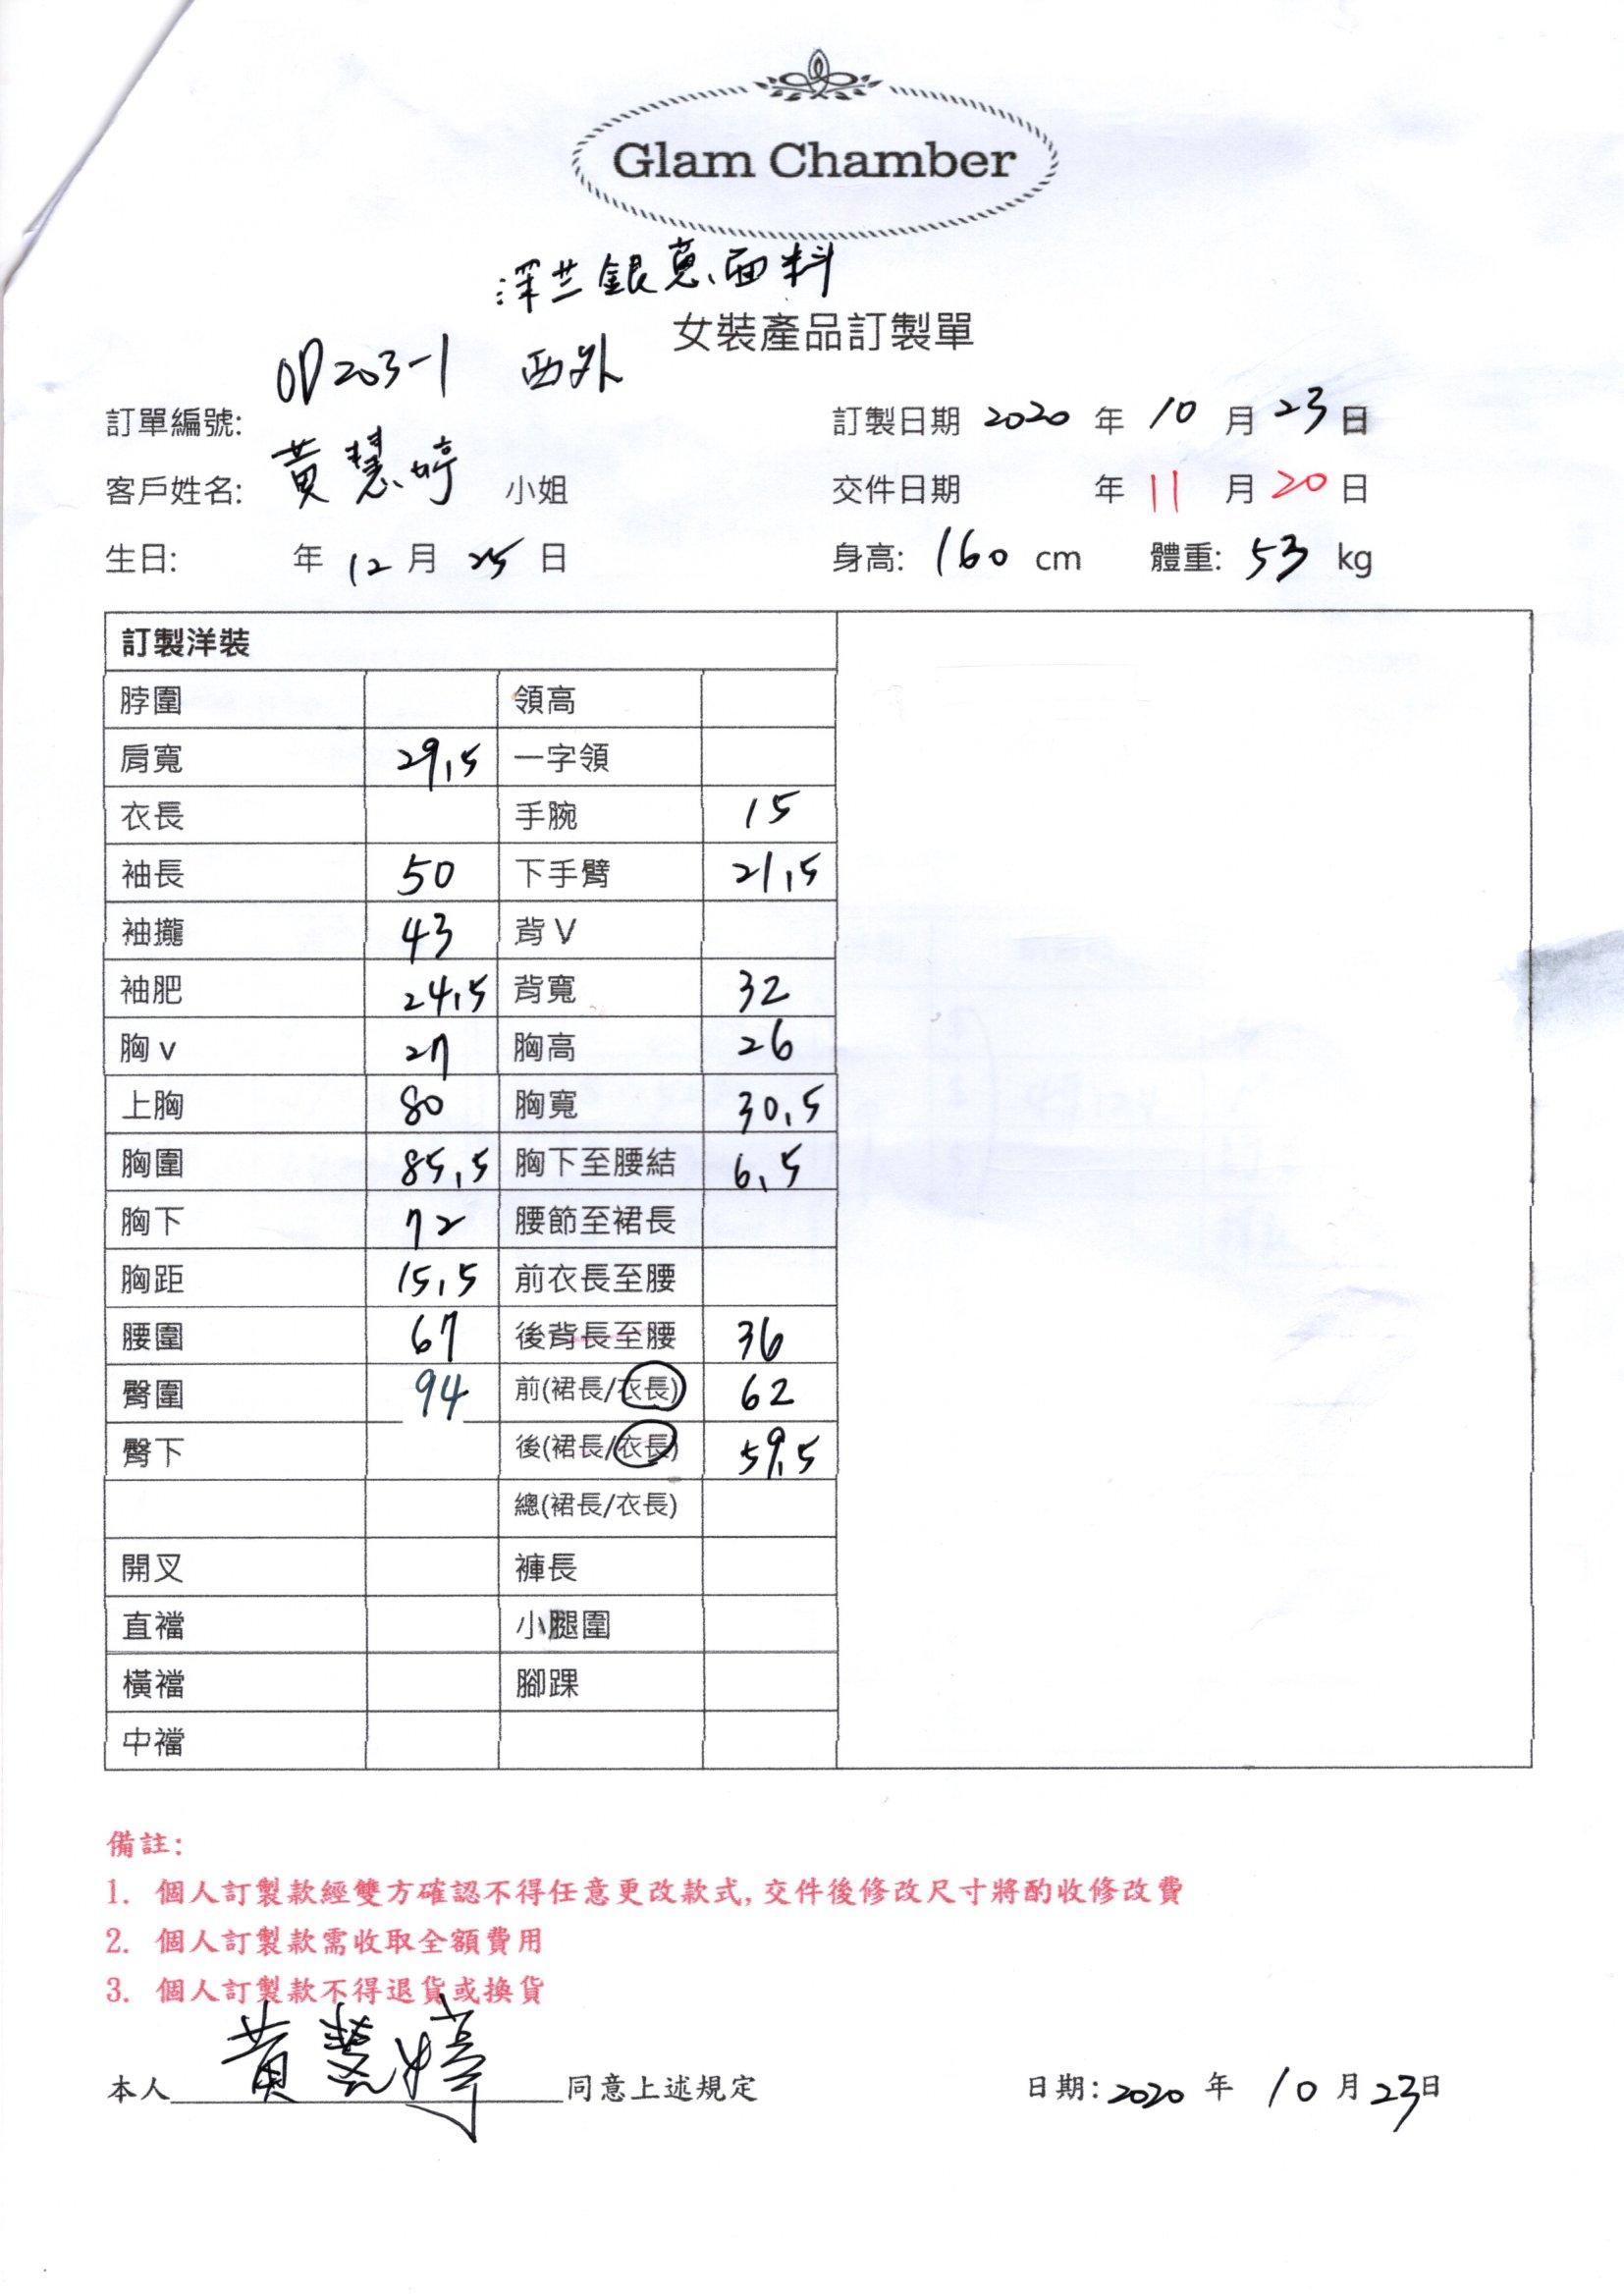 Glam Chamber
深兰銀蔥面料
女裝產品訂製單
OD203-1 西外
訂單編號: 訂製日期 2020 年 10 月 23 日
客戶姓名: 黃慧婷 小姐 交件日期 年 11 月 20 日
生日: 年 12 月 25 日 身高: 160 cm 體重: 53 kg
訂製洋裝
脖圍 領高
肩寬 29,5 一字領
衣長 手腕 15
袖長 50 下手臂 21,5
袖攏 43 背 V
袖肥 24,5 背寬 32
胸 v 27 胸高 26
上胸 80 胸寬 30,5
胸圍 85,5 胸下至腰結 6,5
胸下 72 腰節至裙長
胸距 15,5 前衣長至腰
腰圍 67 後背長至腰 36
臀圍 94 前(裙長/衣長) 62
臀下 後(裙長/衣長) 59,5
總(裙長/衣長)
開叉 褲長
直襠 小腿圍
橫襠 腳踝
中襠
備註:
1. 個人訂製款經雙方確認不得任意更改款式,交件後修改尺寸將酌收修改費
2. 個人訂製款需收取全額費用
3. 個人訂製款不得退貨或換貨
本人 黃慧婷 同意上述規定 日期: 2020 年 10 月 23 日